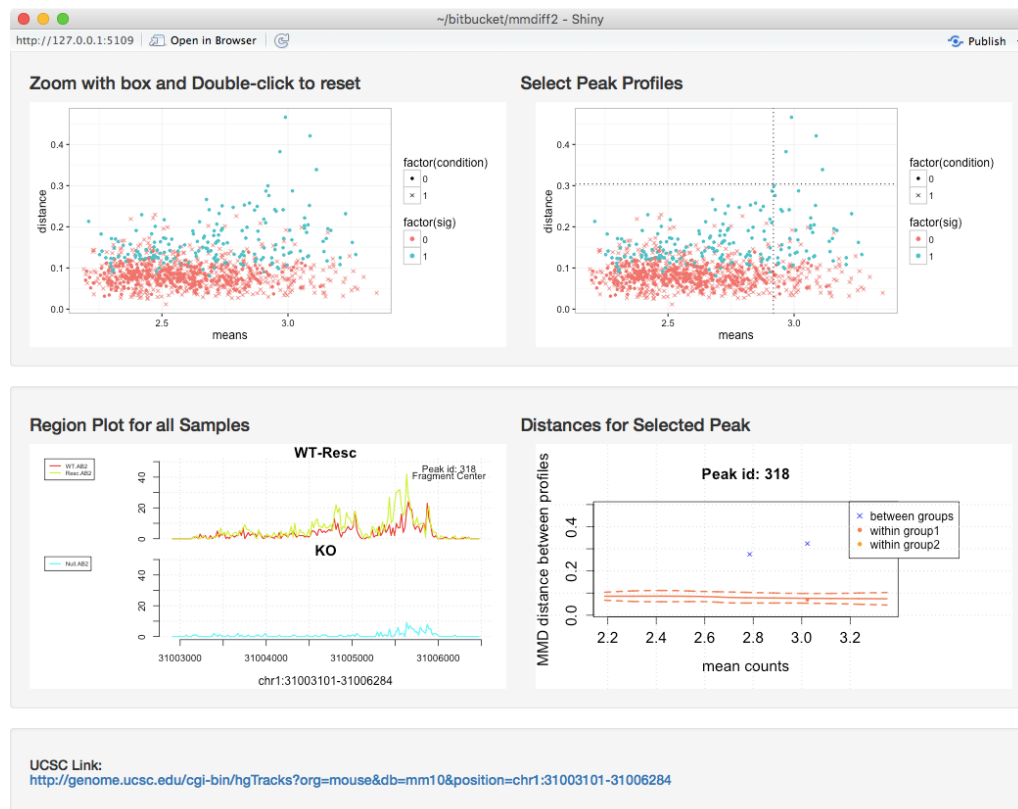 ~/bitbucket/mmdiff2 - Shiny
http://127.0.0.1:5109 Open in Browser Publish
Zoom with box and Double-click to reset
distance
0.4
0.3
0.2
0.1
0.0
2.5 3.0
means
factor(condition)
0
1
factor(sig)
0
1
Select Peak Profiles
distance
0.4
0.3
0.2
0.1
0.0
2.5 3.0
means
factor(condition)
0
1
factor(sig)
0
1
Region Plot for all Samples
WT-Resc
WT.AB2
Resc.AB2
Peak id: 318
Fragment Center
40
20
0
KO
Null.AB2
40
20
0
31003000 31004000 31005000 31006000
chr1:31003101-31006284
Distances for Selected Peak
Peak id: 318
MMD distance between profiles
0.4
0.2
0.0
between groups
within group1
within group2
2.2 2.4 2.6 2.8 3.0 3.2
mean counts
UCSC Link:
http://genome.ucsc.edu/cgi-bin/hgTracks?org=mouse&db=mm10&position=chr1:31003101-31006284